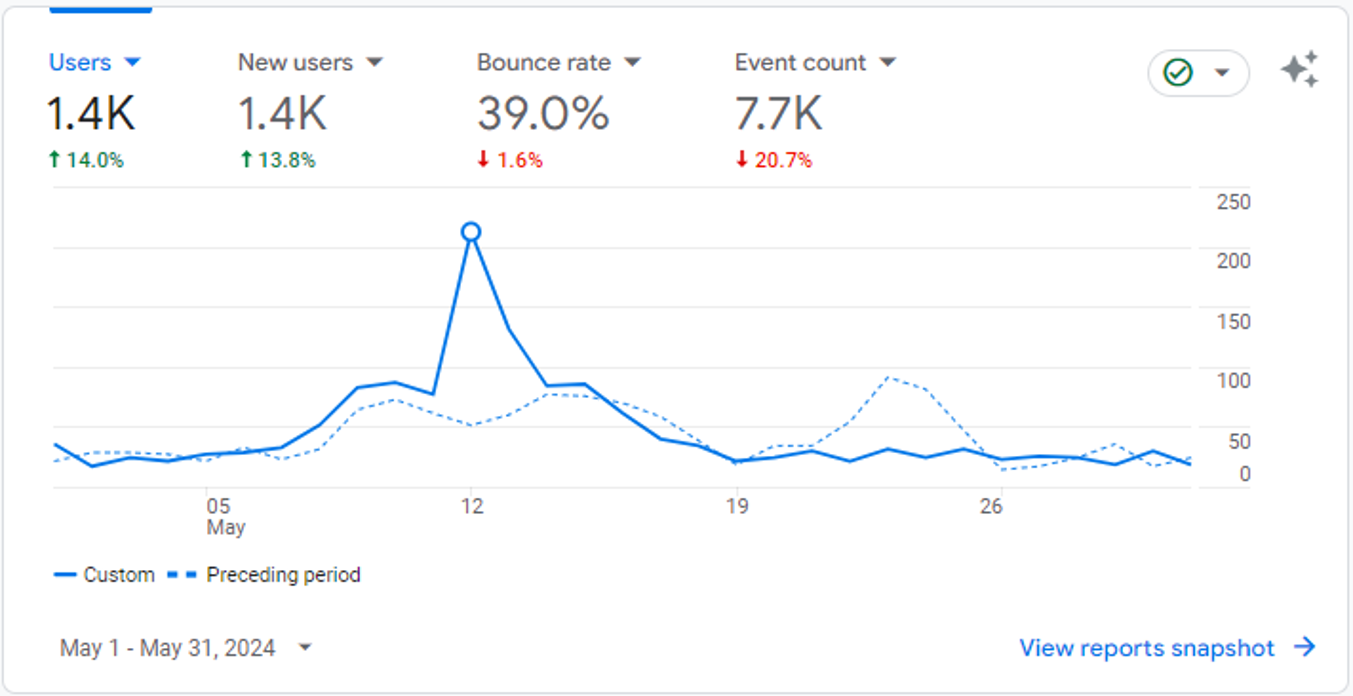 Users New users Bounce rate Event count
1.4K 1.4K 39.0% 7.7K
14.0% 13.8% 1.6% 20.7%
250
200
150
100
50
0
05 12 19 26
May
Custom Preceding period
May 1 - May 31, 2024 View reports snapshot